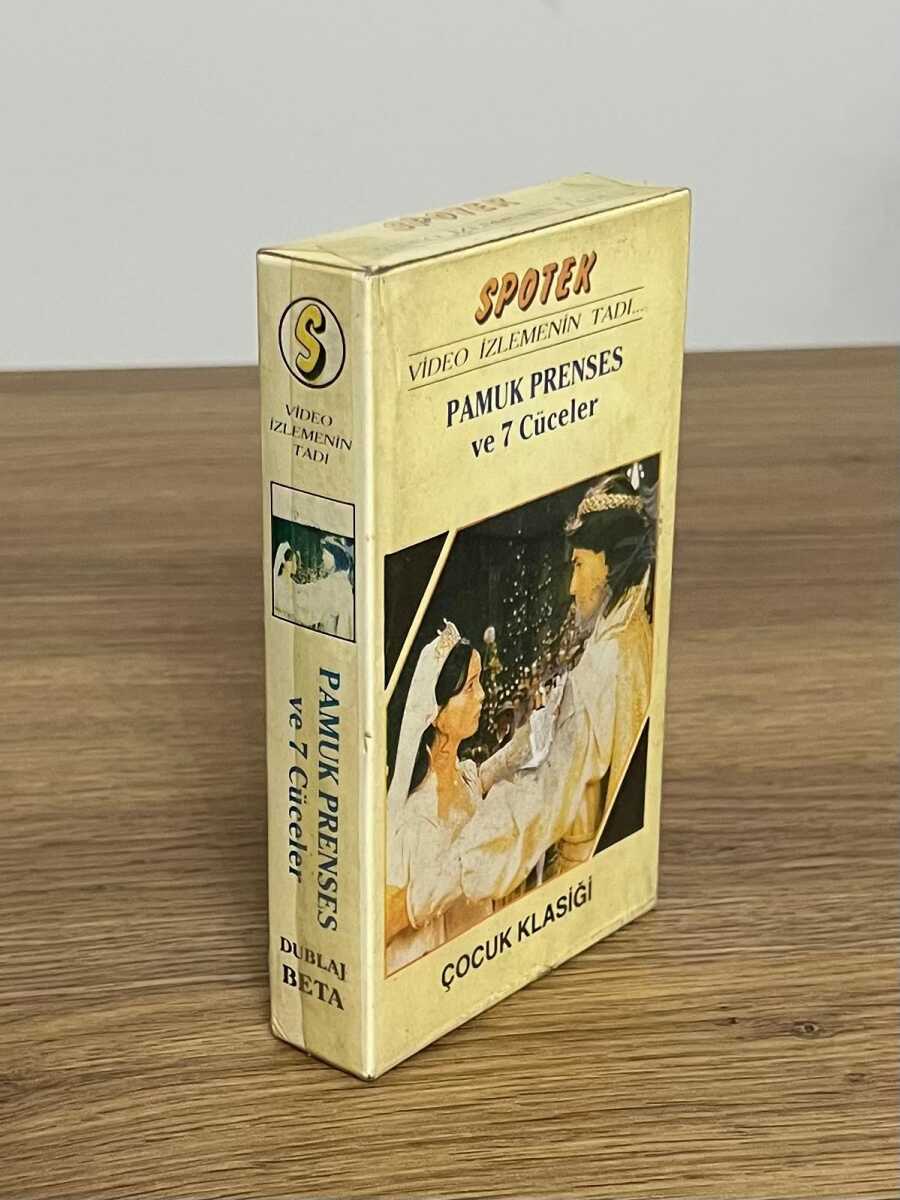 SPOTEK
SPOTEK
VİDEO İZLEMENİN TADI...
PAMUK PRENSES
ve 7 Cüceler
ÇOCUK KLASİĞİ
S
VİDEO
İZLEMENİN
TADI
PAMUK PRENSES
ve 7 Cüceler
DUBLAJ
BETA